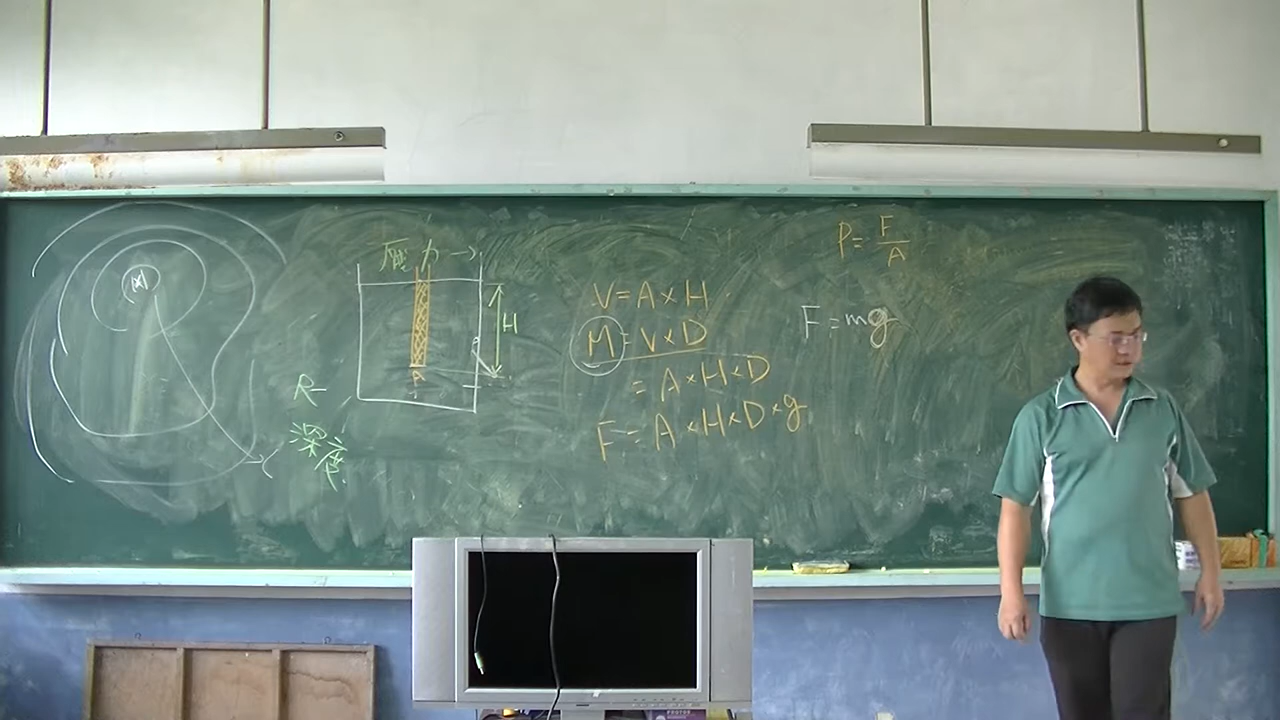 壓力→
H
A
R
深度
V=A×H
M=V×D
=A×H×D
F=A×H×D×g
P=F/A
F=mg